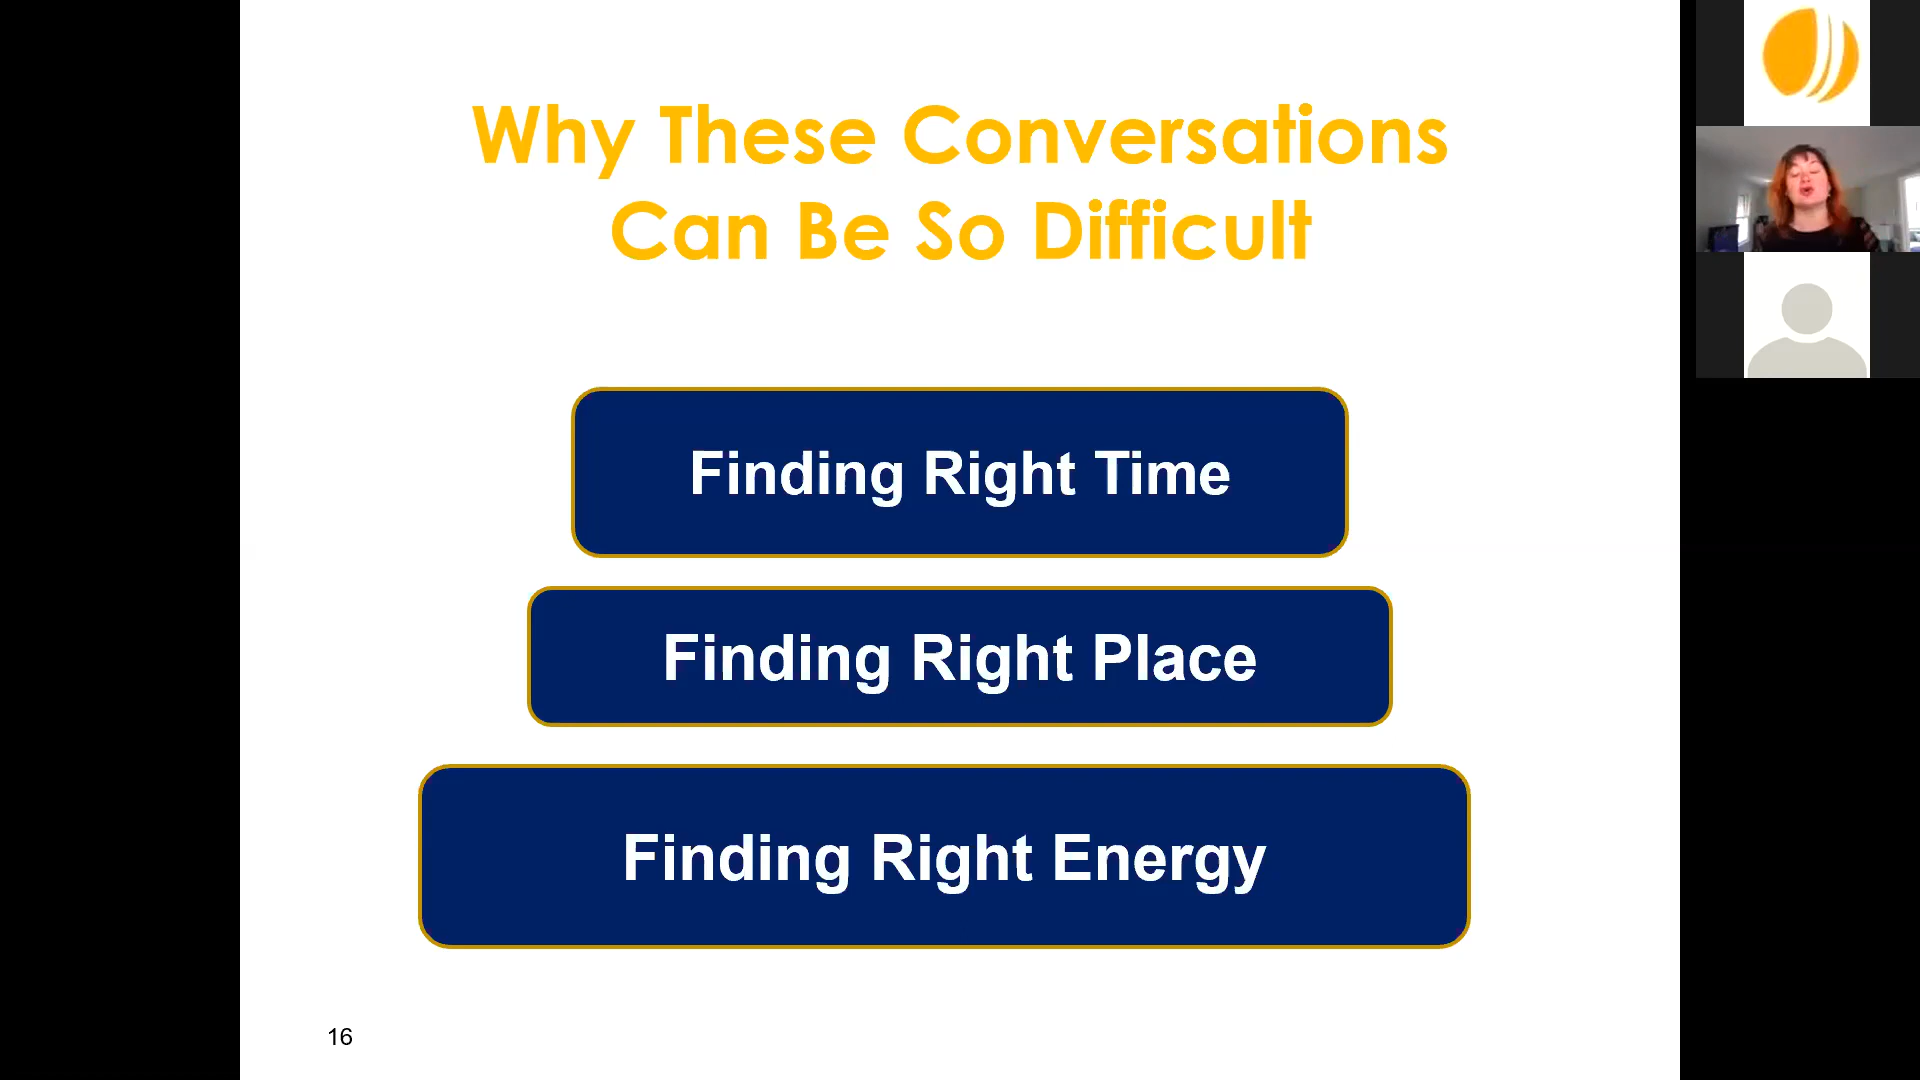 Why These Conversations
Can Be So Difficult
Finding Right Time
Finding Right Place
Finding Right Energy
16